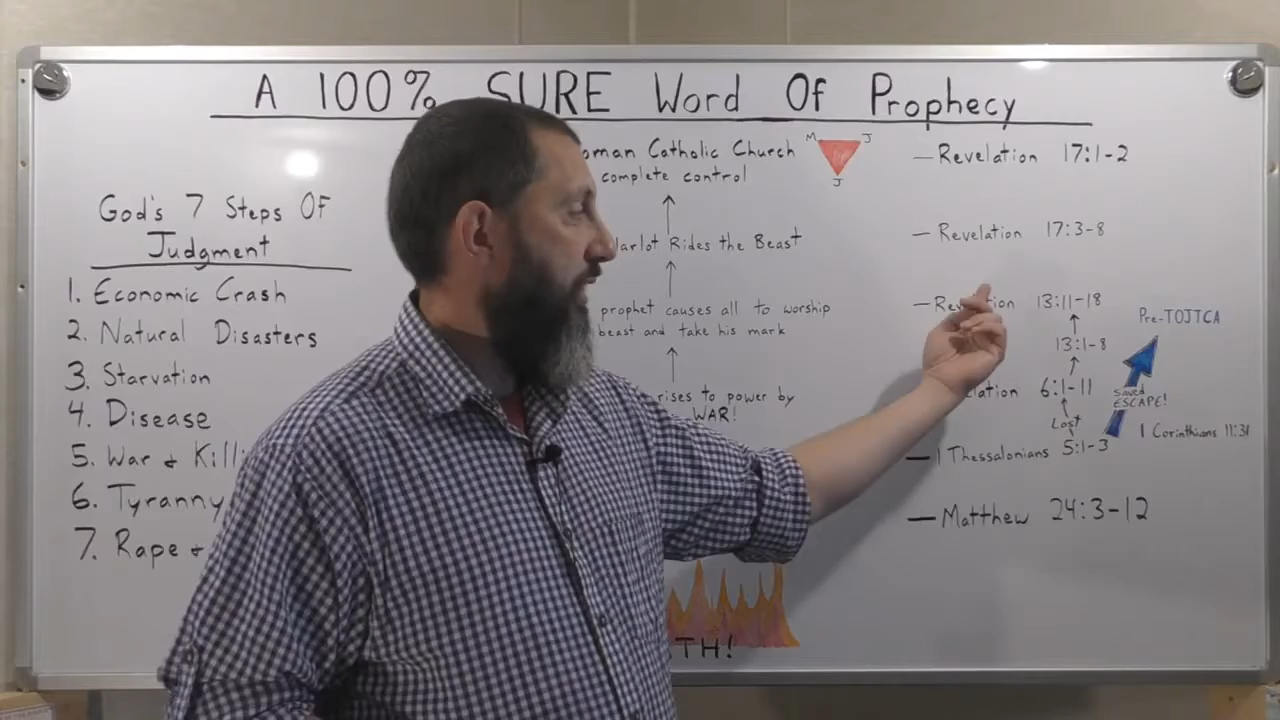 A 100% SURE Word Of Prophecy
God's 7 Steps Of
Judgment
1. Economic Crash
2. Natural Disasters
3. Starvation
4. Disease
5. War &
6. Tyranny
7. Rape &
Catholic Church
complete control
M
J
J
Rides the Beast
prophet causes all to worship
beast and take his mark
rises to power by
WAR!
TH!
— Revelation 17:1-2
— Revelation 17:3-8
— 13:11-18
13:1-8
6:1-11
Lost
— 1 Thessalonians 5:1-3
— Matthew 24:3-12
Pre-TOJTCA
Saved
ESCAPE!
1 Corinthians 11:31